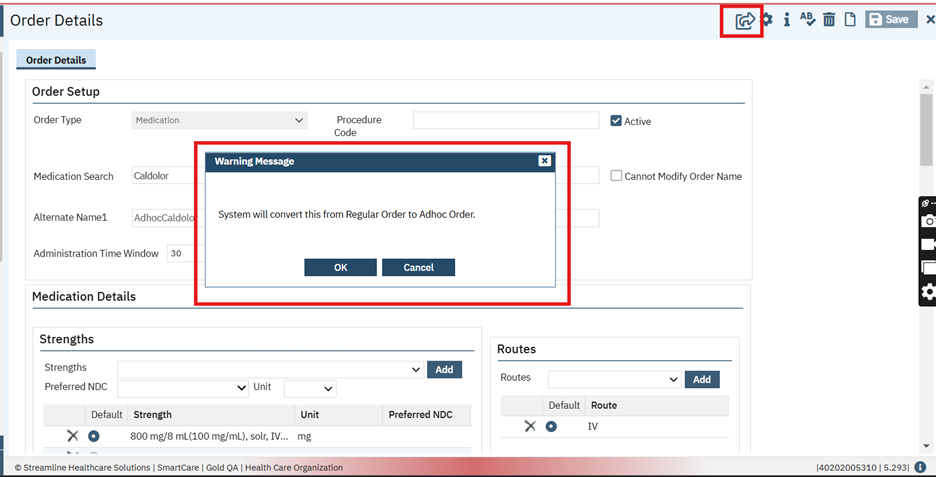 Order Details
Save
Order Details
Order Setup
Order Type
Medication
Procedure
Code
Active
Warning Message
Medication Search
Caldolor
Cannot Modify Order Name
System will convert this from Regular Order to Adhoc Order.
Alternate Name1
AdhocCaldolo
Administration Time Window
30
OK
Cancel
Medication Details
Strengths
Strengths
Add
Preferred NDC
Unit
Default
Strength
Unit
Preferred NDC
800 mg/8 mL(100 mg/mL), solr, IV...
mg
Routes
Routes
Add
Default
Route
IV
© Streamline Healthcare Solutions | SmartCare | Gold QA | Health Care Organization
|40202005310 | 5.293|